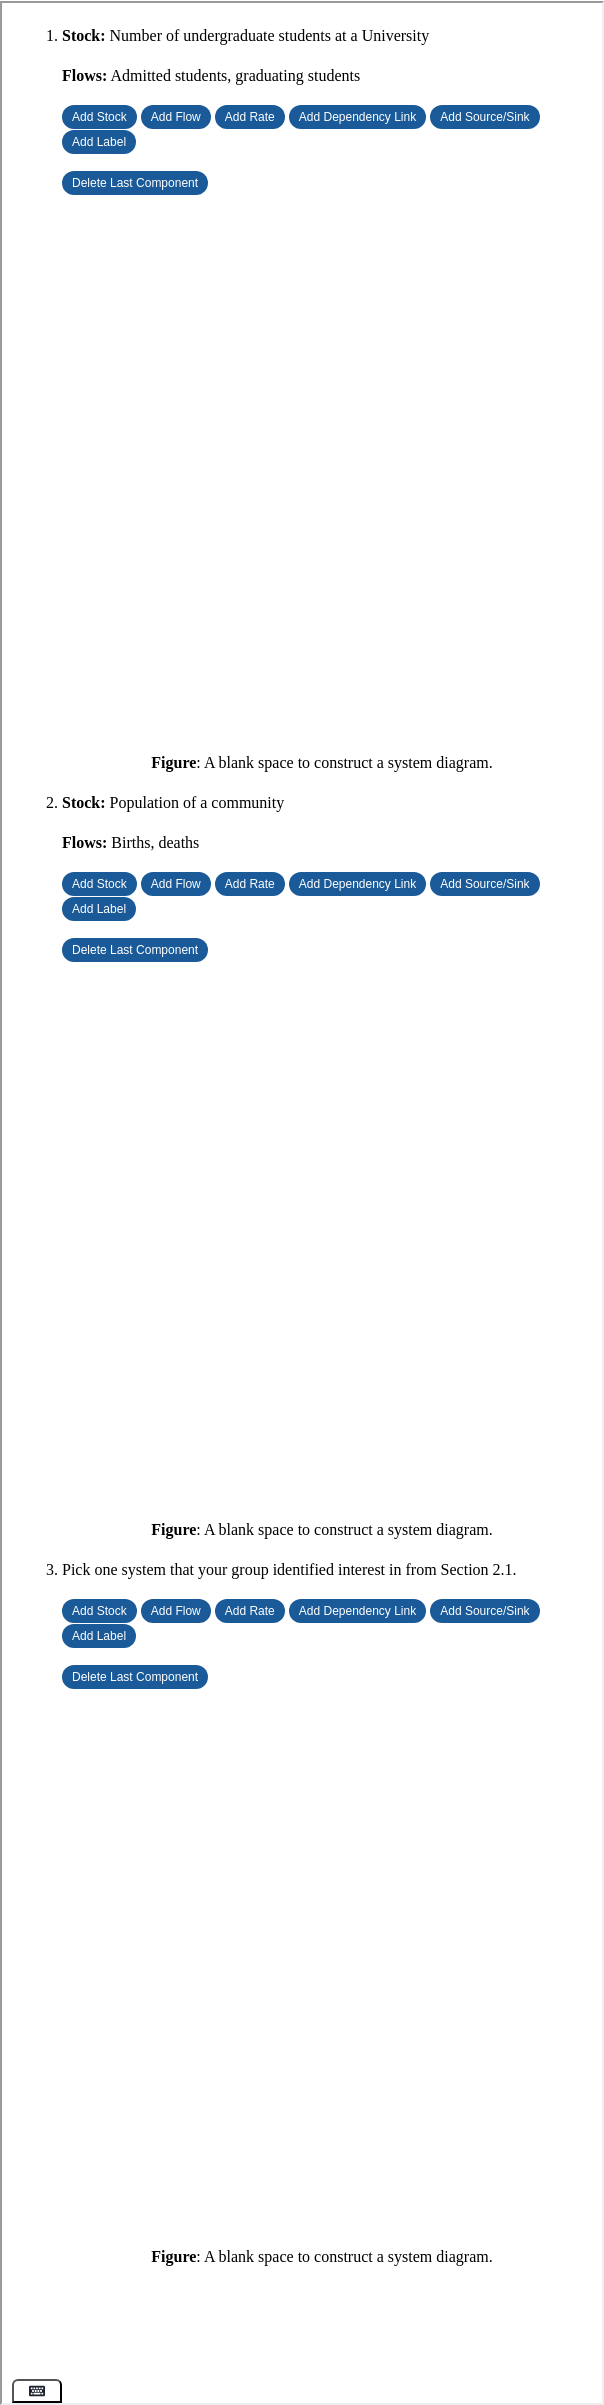 1. Stock: Number of undergraduate students at a University
Flows: Admitted students, graduating students
Add Stock Add Flow Add Rate Add Dependency Link Add Source/Sink
Add Label
Delete Last Component
Figure: A blank space to construct a system diagram.
2. Stock: Population of a community
Flows: Births, deaths
Add Stock Add Flow Add Rate Add Dependency Link Add Source/Sink
Add Label
Delete Last Component
Figure: A blank space to construct a system diagram.
3. Pick one system that your group identified interest in from Section 2.1.
Add Stock Add Flow Add Rate Add Dependency Link Add Source/Sink
Add Label
Delete Last Component
Figure: A blank space to construct a system diagram.